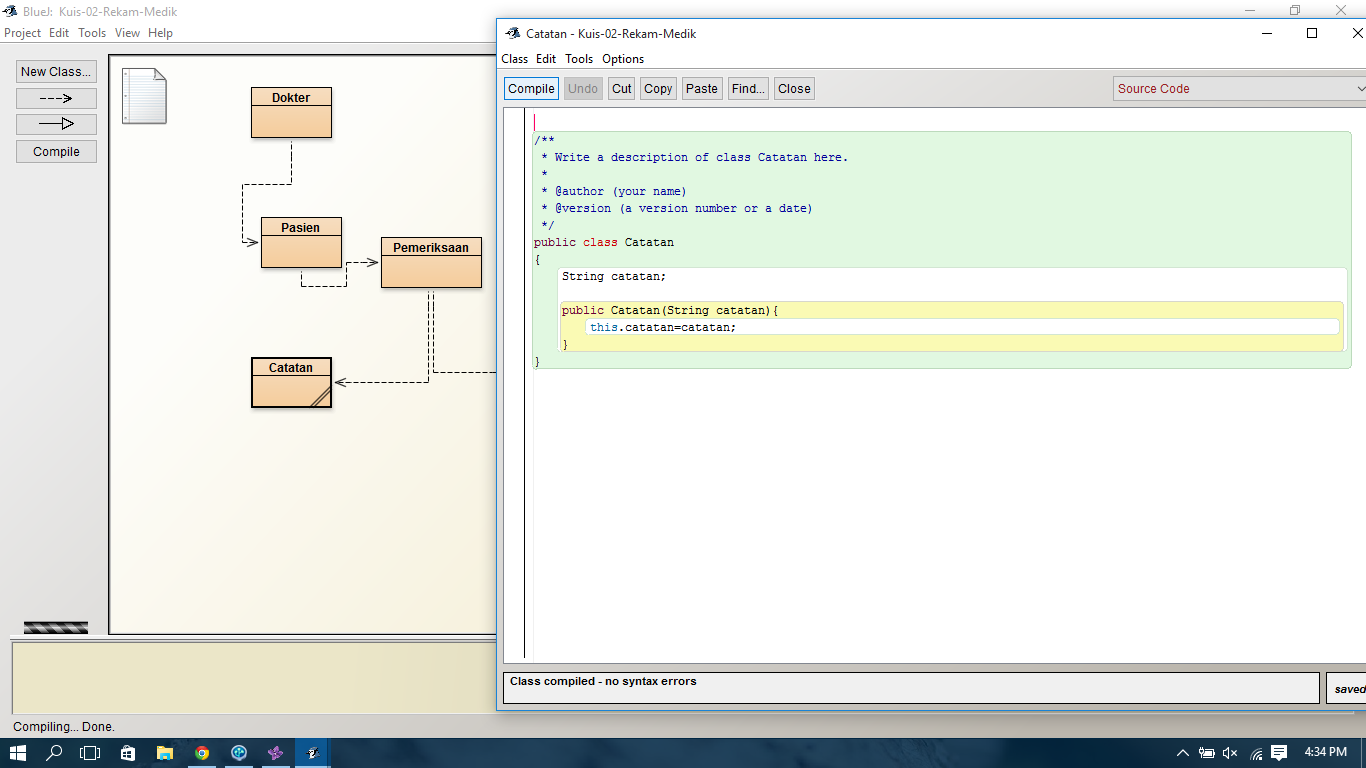 BlueJ: Kuis-02-Rekam-Medik
Project Edit Tools View Help
New Class...
Compile
Dokter
Pasien
Pemeriksaan
Catatan
Compiling... Done.
Catatan - Kuis-02-Rekam-Medik
Class Edit Tools Options
Compile Undo Cut Copy Paste Find... Close
Source Code
/**
* Write a description of class Catatan here.
*
* @author (your name)
* @version (a version number or a date)
*/
public class Catatan
{
String catatan;
public Catatan(String catatan){
this.catatan=catatan;
}
}
Class compiled - no syntax errors
saved
4:34 PM